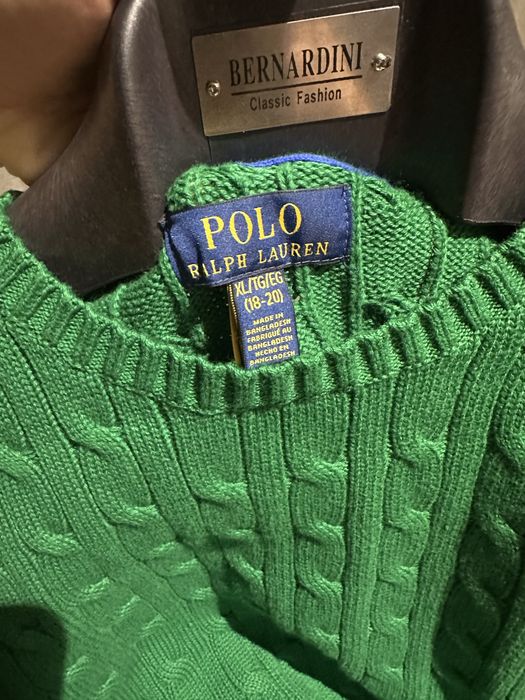 BERNARDINI
Classic Fashion
POLO
RALPH LAUREN
XL/TG/EG
(18-20)
MADE IN
BANGLADESH
FABRIQUÉ AU
BANGLADESH
HECHO EN
BANGLADESH